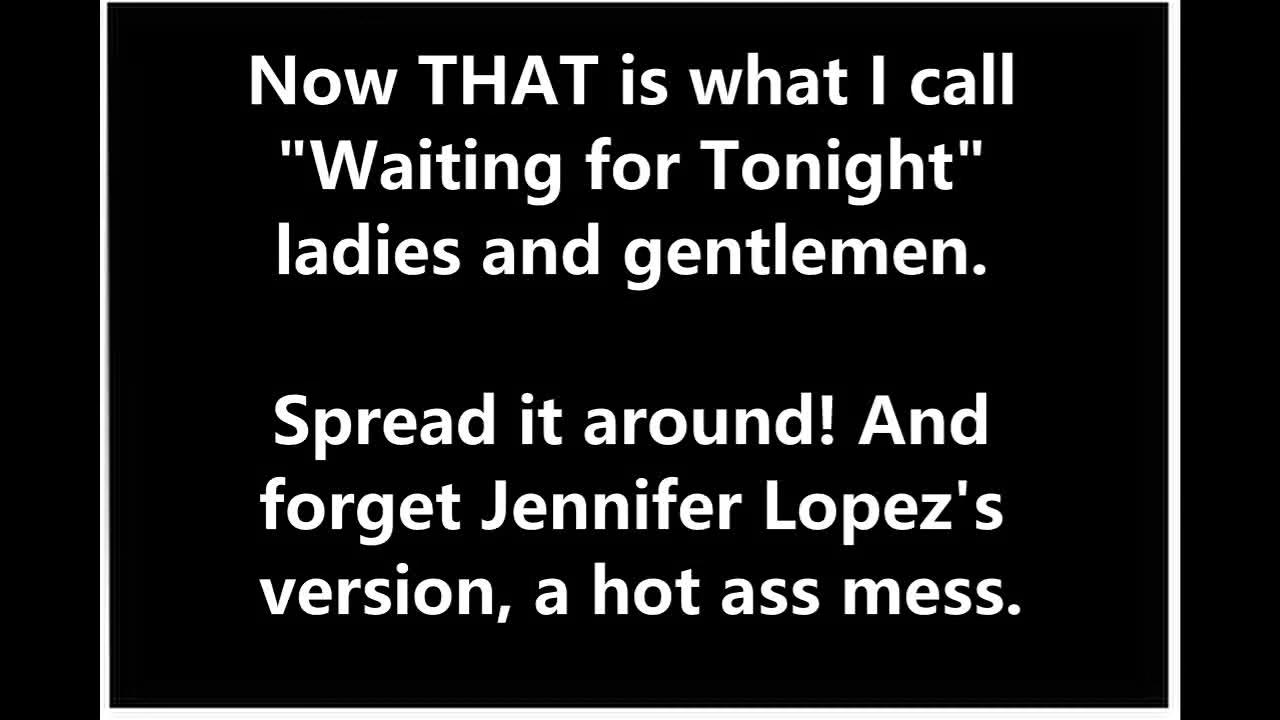 Now THAT is what I call
"Waiting for Tonight"
ladies and gentlemen.
Spread it around! And
forget Jennifer Lopez's
version, a hot ass mess.